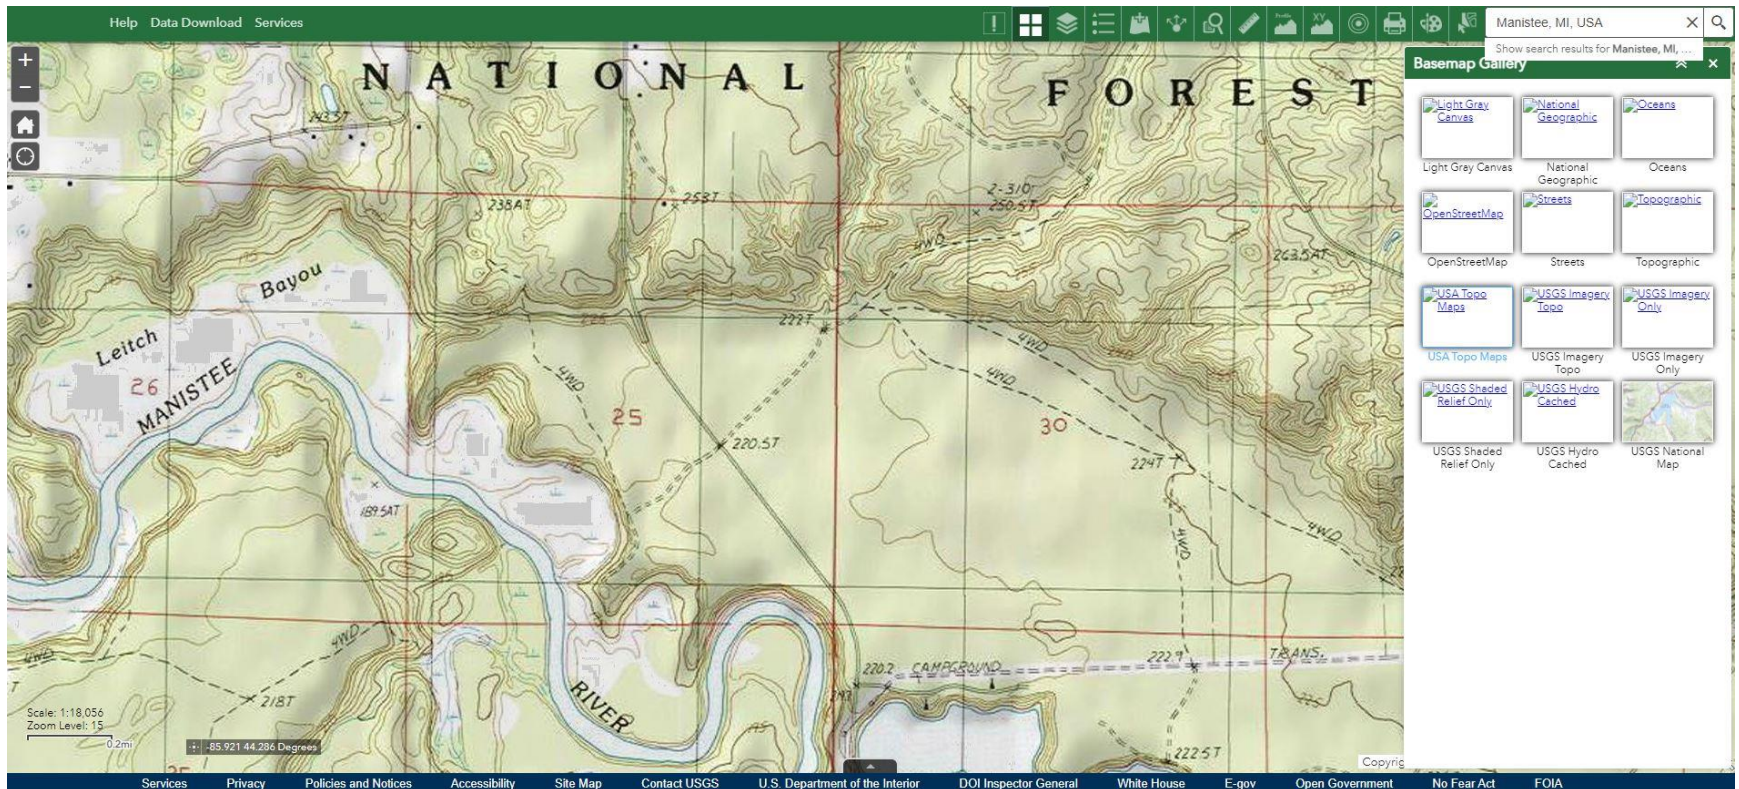 Help Data Download Services
Manistee, MI, USA
Show search results for Manistee, MI, ...
Basemap Gallery
NATIONAL FOREST
Light Gray Canvas
National Geographic
Oceans
Light Gray Canvas
National Geographic
Oceans
OpenStreetMap
Streets
Topographic
OpenStreetMap
Streets
Topographic
USA Topo Maps
USGS Imagery Topo
USGS Imagery Only
USA Topo Maps
USGS Imagery Topo
USGS Imagery Only
USGS Shaded Relief Only
USGS Hydro Cached
USGS Shaded Relief Only
USGS Hydro Cached
USGS National Map
243.5T
238AT
253T
2-310
250.5T
4WD
263.5AT
Leitch Bayou
MANISTEE
26
222T
4WD
4WD
4WD
25
30
220.5T
224T
189.5AT
4WD
4WD
4WD
4WD
218T
RIVER
220.2
CAMPGROUND
222.9
TRANS.
222.5T
Scale: 1:18,056
Zoom Level: 15
0.2mi
-85.921 44.286 Degrees
Copyrig
Services Privacy Policies and Notices Accessibility Site Map Contact USGS U.S. Department of the Interior DOI Inspector General White House E-gov Open Government No Fear Act FOIA